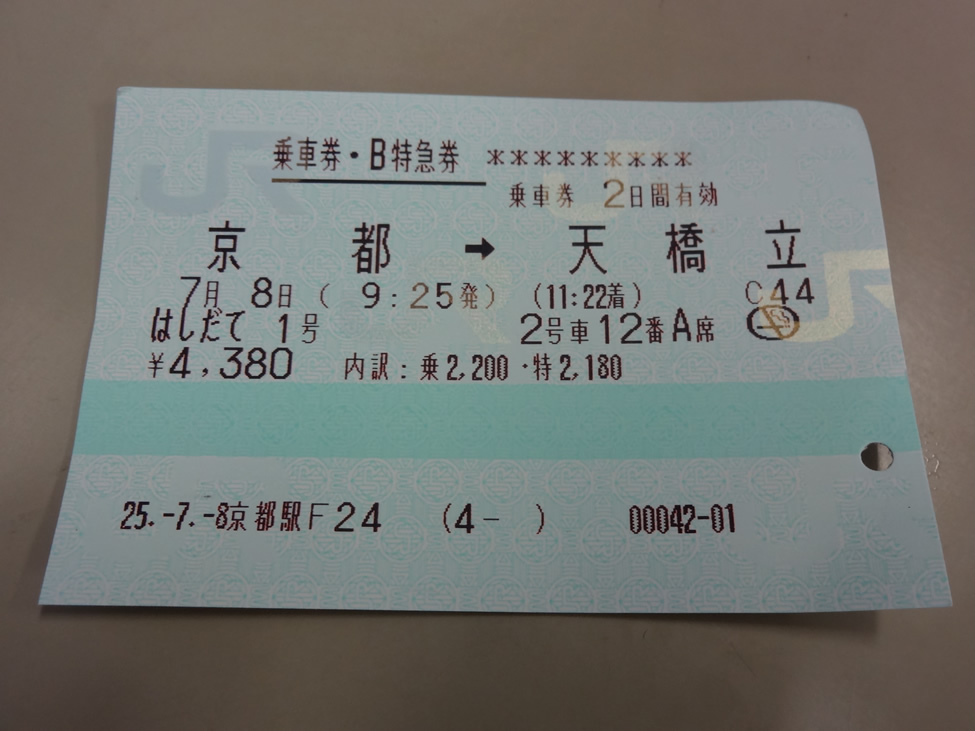 乗車券・B特急券 *********
乗車券 2日間有効
京都 → 天橋立
7月 8日 ( 9:25発) (11:22着) C44
はしだて 1号 2号車12番A席
¥4,380 内訳:乗2,200・特2,180
25.-7.-8京都駅F24 (4- ) 00042-01